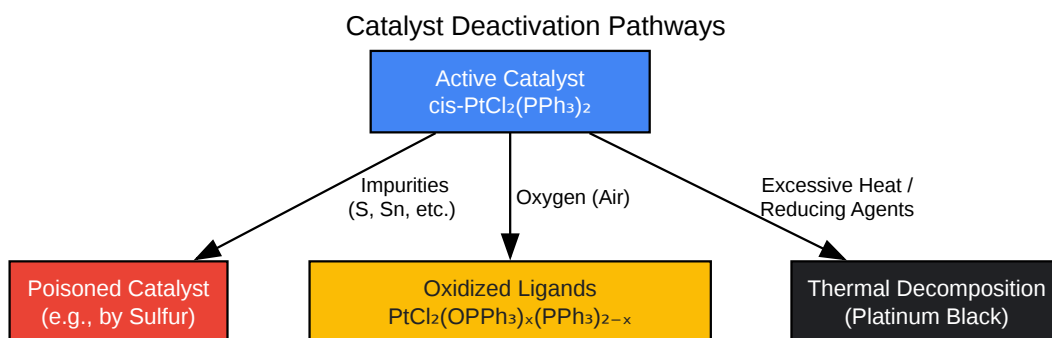 Catalyst Deactivation Pathways
Active Catalyst
cis-PtCl₂(PPh₃)₂
Impurities
(S, Sn, etc.)
Oxygen (Air)
Excessive Heat /
Reducing Agents
Poisoned Catalyst
(e.g., by Sulfur)
Oxidized Ligands
PtCl₂(OPPh₃)ₓ(PPh₃)₂₋ₓ
Thermal Decomposition
(Platinum Black)